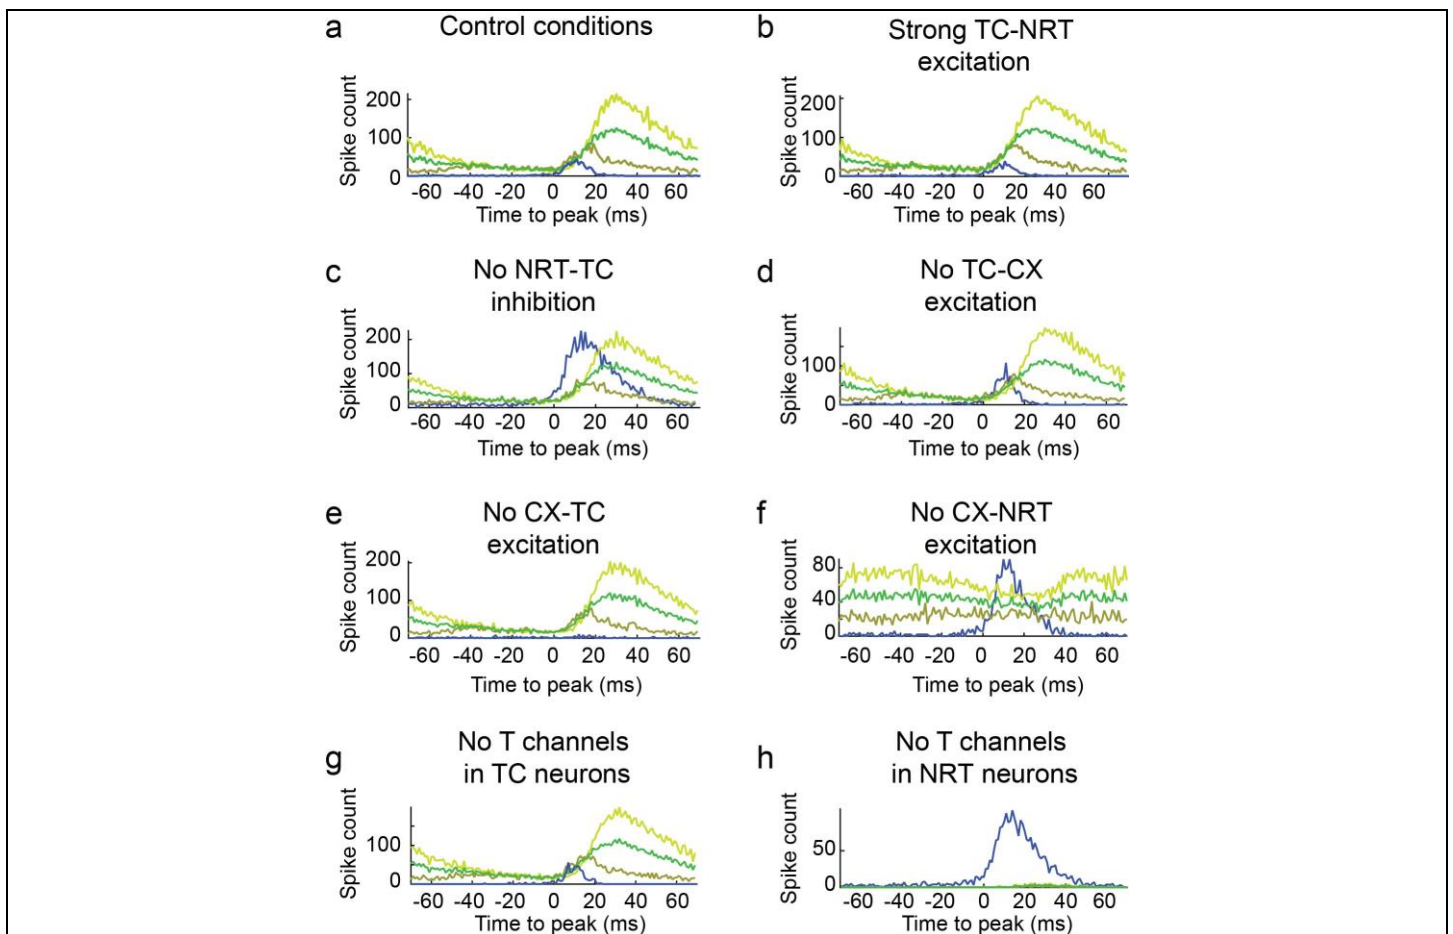 a
Control conditions
Spike count
200
100
0
-60 -40 -20 0 20 40 60
Time to peak (ms)
b
Strong TC-NRT
excitation
Spike count
200
100
0
-60 -40 -20 0 20 40 60
Time to peak (ms)
c
No NRT-TC
inhibition
Spike count
200
100
0
-60 -40 -20 0 20 40 60
Time to peak (ms)
d
No TC-CX
excitation
Spike count
100
0
-60 -40 -20 0 20 40 60
Time to peak (ms)
e
No CX-TC
excitation
Spike count
200
100
0
-60 -40 -20 0 20 40 60
Time to peak (ms)
f
No CX-NRT
excitation
Spike count
80
40
0
-60 -40 -20 0 20 40 60
Time to peak (ms)
g
No T channels
in TC neurons
Spike count
100
0
-60 -40 -20 0 20 40 60
Time to peak (ms)
h
No T channels
in NRT neurons
Spike count
50
0
-60 -40 -20 0 20 40 60
Time to peak (ms)